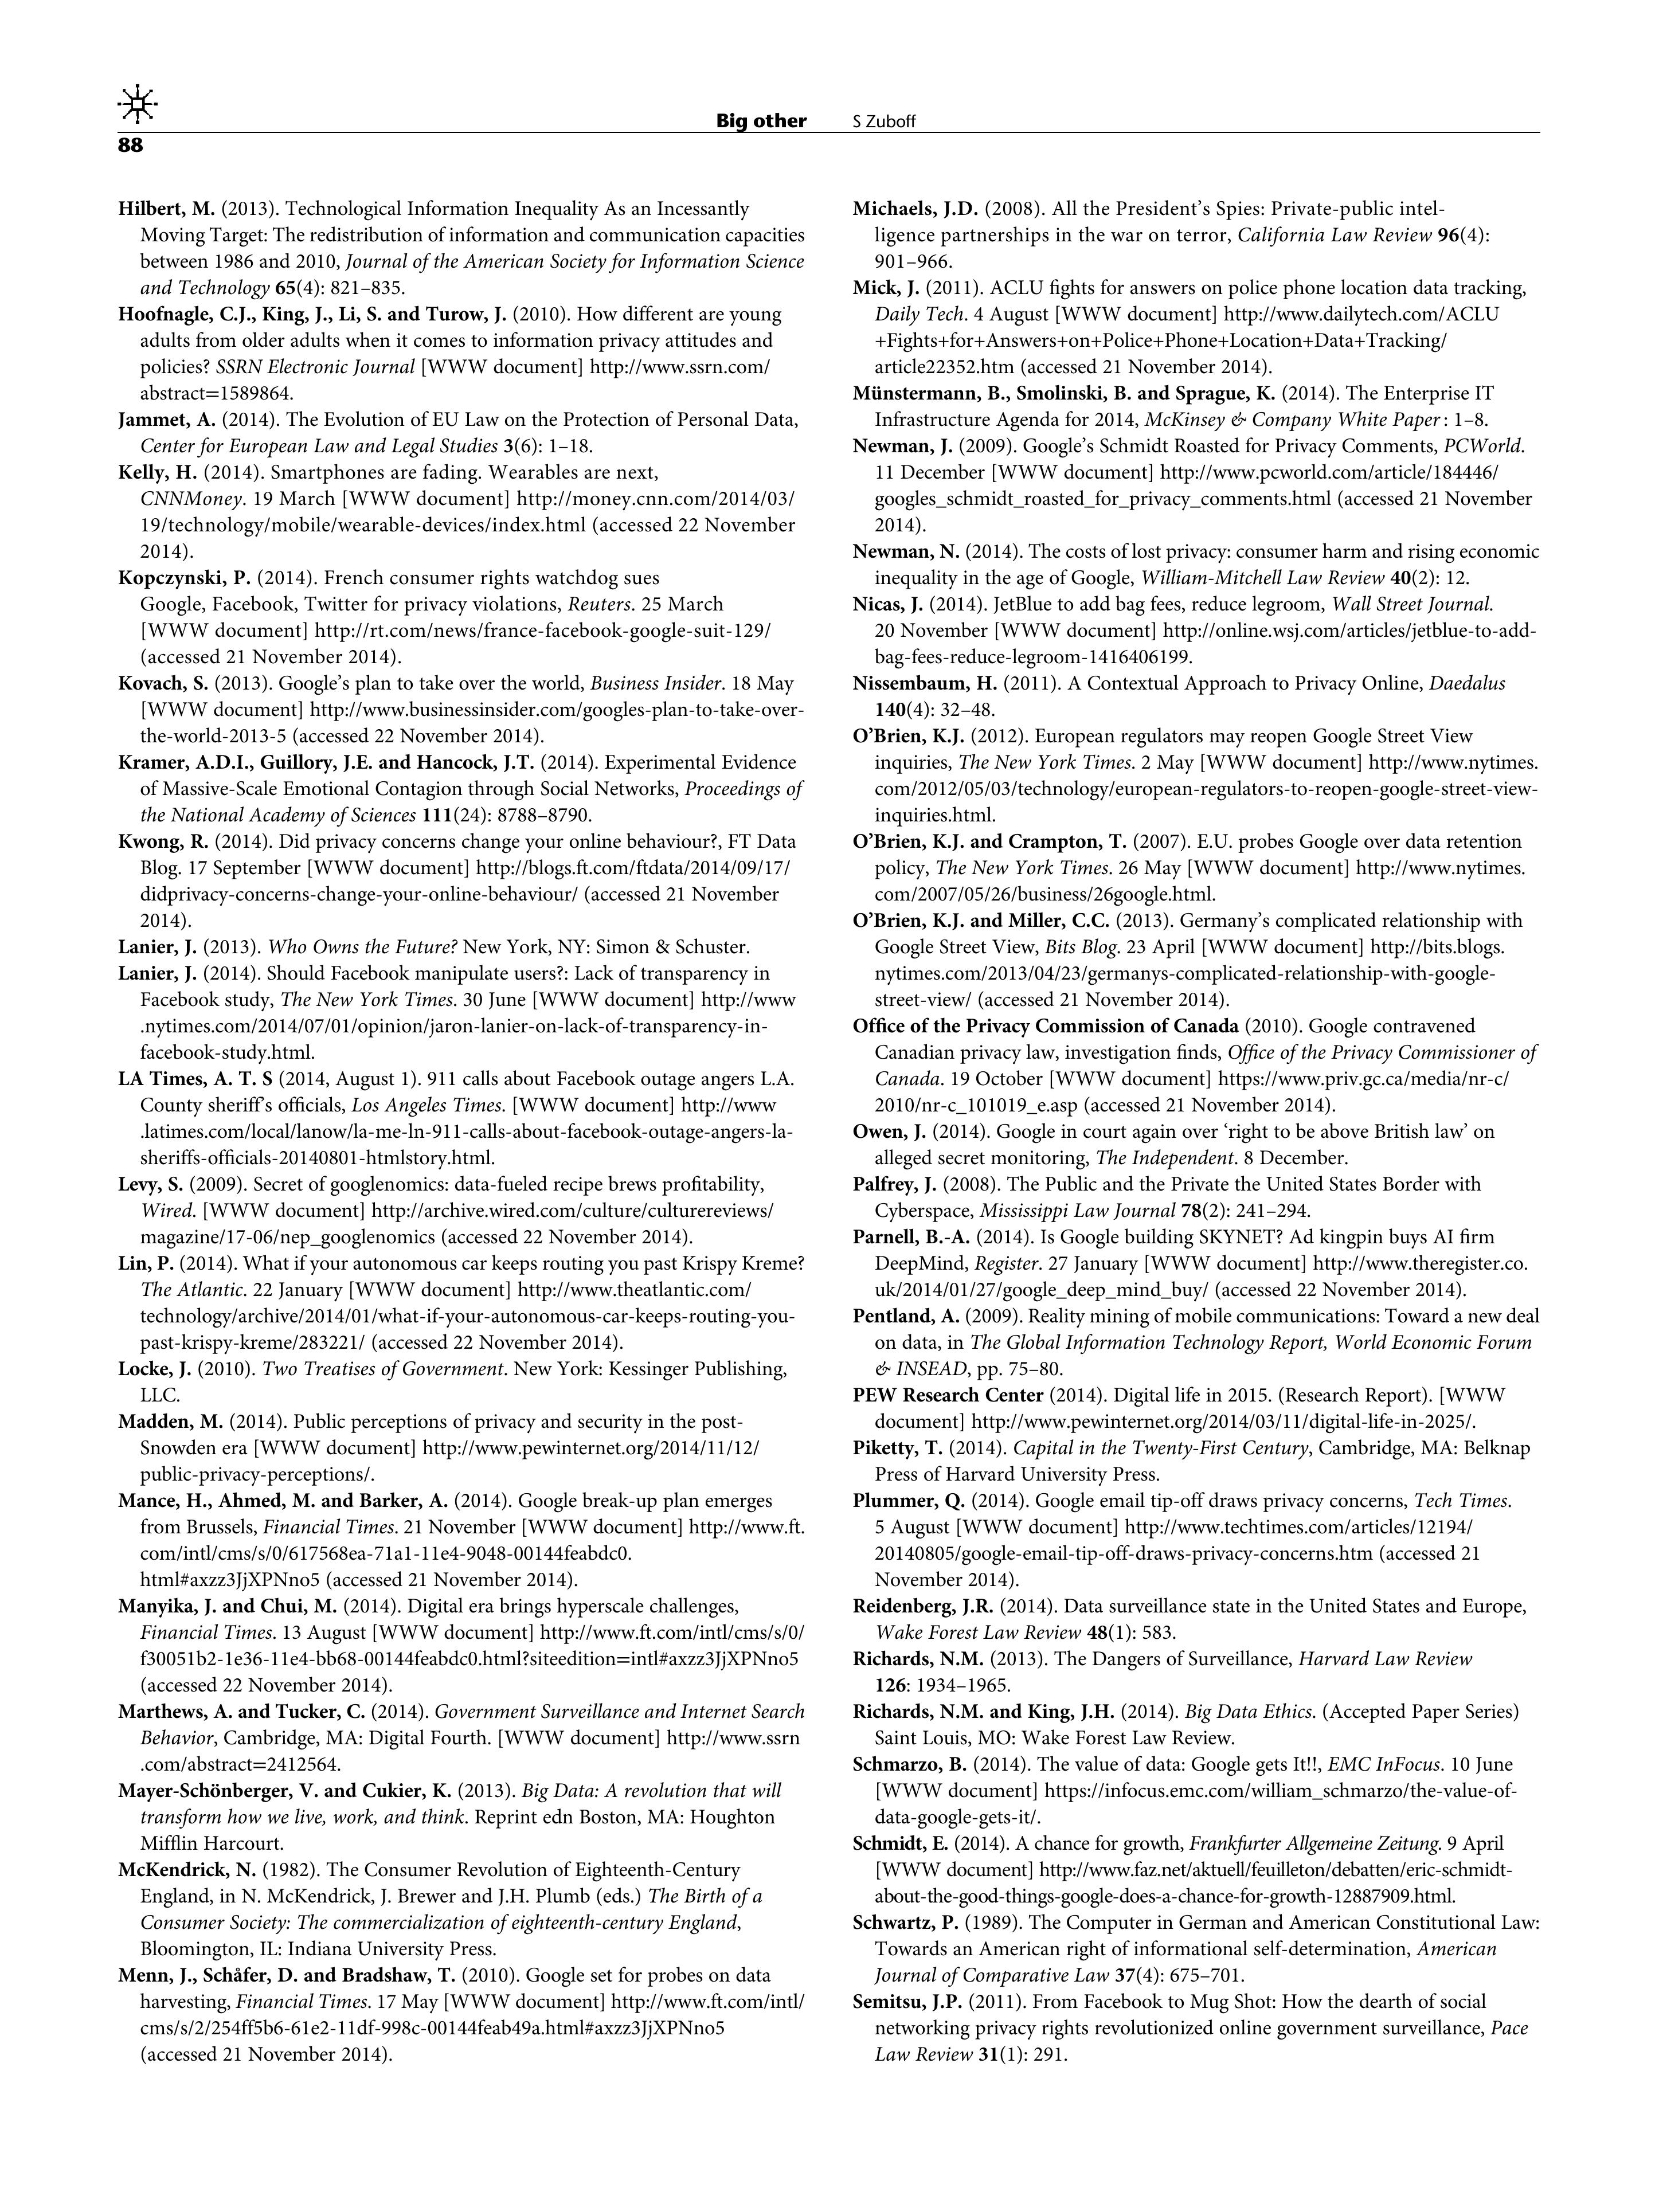 Big other S Zuboff
88
Hilbert, M. (2013). Technological Information Inequality As an Incessantly
Moving Target: The redistribution of information and communication capacities
between 1986 and 2010, Journal of the American Society for Information Science
and Technology 65(4): 821–835.
Hoofnagle, C.J., King, J., Li, S. and Turow, J. (2010). How different are young
adults from older adults when it comes to information privacy attitudes and
policies? SSRN Electronic Journal [WWW document] http://www.ssrn.com/
abstract=1589864.
Jammet, A. (2014). The Evolution of EU Law on the Protection of Personal Data,
Center for European Law and Legal Studies 3(6): 1–18.
Kelly, H. (2014). Smartphones are fading. Wearables are next,
CNNMoney. 19 March [WWW document] http://money.cnn.com/2014/03/
19/technology/mobile/wearable-devices/index.html (accessed 22 November
2014).
Kopczynski, P. (2014). French consumer rights watchdog sues
Google, Facebook, Twitter for privacy violations, Reuters. 25 March
[WWW document] http://rt.com/news/france-facebook-google-suit-129/
(accessed 21 November 2014).
Kovach, S. (2013). Google's plan to take over the world, Business Insider. 18 May
[WWW document] http://www.businessinsider.com/googles-plan-to-take-over-
the-world-2013-5 (accessed 22 November 2014).
Kramer, A.D.I., Guillory, J.E. and Hancock, J.T. (2014). Experimental Evidence
of Massive-Scale Emotional Contagion through Social Networks, Proceedings of
the National Academy of Sciences 111(24): 8788–8790.
Kwong, R. (2014). Did privacy concerns change your online behaviour?, FT Data
Blog. 17 September [WWW document] http://blogs.ft.com/ftdata/2014/09/17/
didprivacy-concerns-change-your-online-behaviour/ (accessed 21 November
2014).
Lanier, J. (2013). Who Owns the Future? New York, NY: Simon & Schuster.
Lanier, J. (2014). Should Facebook manipulate users?: Lack of transparency in
Facebook study, The New York Times. 30 June [WWW document] http://www
.nytimes.com/2014/07/01/opinion/jaron-lanier-on-lack-of-transparency-in-
facebook-study.html.
LA Times, A. T. S (2014, August 1). 911 calls about Facebook outage angers L.A.
County sheriff's officials, Los Angeles Times. [WWW document] http://www
.latimes.com/local/lanow/la-me-ln-911-calls-about-facebook-outage-angers-la-
sheriffs-officials-20140801-htmlstory.html.
Levy, S. (2009). Secret of googlenomics: data-fueled recipe brews profitability,
Wired. [WWW document] http://archive.wired.com/culture/culturereviews/
magazine/17-06/nep_googlenomics (accessed 22 November 2014).
Lin, P. (2014). What if your autonomous car keeps routing you past Krispy Kreme?
The Atlantic. 22 January [WWW document] http://www.theatlantic.com/
technology/archive/2014/01/what-if-your-autonomous-car-keeps-routing-you-
past-krispy-kreme/283221/ (accessed 22 November 2014).
Locke, J. (2010). Two Treatises of Government. New York: Kessinger Publishing,
LLC.
Madden, M. (2014). Public perceptions of privacy and security in the post-
Snowden era [WWW document] http://www.pewinternet.org/2014/11/12/
public-privacy-perceptions/.
Mance, H., Ahmed, M. and Barker, A. (2014). Google break-up plan emerges
from Brussels, Financial Times. 21 November [WWW document] http://www.ft.
com/intl/cms/s/0/617568ea-71a1-11e4-9048-00144feabdc0.
html#axzz3JjXPNno5 (accessed 21 November 2014).
Manyika, J. and Chui, M. (2014). Digital era brings hyperscale challenges,
Financial Times. 13 August [WWW document] http://www.ft.com/intl/cms/s/0/
f30051b2-1e36-11e4-bb68-00144feabdc0.html?siteedition=intl#axzz3JjXPNno5
(accessed 22 November 2014).
Marthews, A. and Tucker, C. (2014). Government Surveillance and Internet Search
Behavior, Cambridge, MA: Digital Fourth. [WWW document] http://www.ssrn
.com/abstract=2412564.
Mayer-Schönberger, V. and Cukier, K. (2013). Big Data: A revolution that will
transform how we live, work, and think. Reprint edn Boston, MA: Houghton
Mifflin Harcourt.
McKendrick, N. (1982). The Consumer Revolution of Eighteenth-Century
England, in N. McKendrick, J. Brewer and J.H. Plumb (eds.) The Birth of a
Consumer Society: The commercialization of eighteenth-century England,
Bloomington, IL: Indiana University Press.
Menn, J., Schåfer, D. and Bradshaw, T. (2010). Google set for probes on data
harvesting, Financial Times. 17 May [WWW document] http://www.ft.com/intl/
cms/s/2/254ff5b6-61e2-11df-998c-00144feab49a.html#axzz3JjXPNno5
(accessed 21 November 2014).
Michaels, J.D. (2008). All the President's Spies: Private-public intel-
ligence partnerships in the war on terror, California Law Review 96(4):
901–966.
Mick, J. (2011). ACLU fights for answers on police phone location data tracking,
Daily Tech. 4 August [WWW document] http://www.dailytech.com/ACLU
+Fights+for+Answers+on+Police+Phone+Location+Data+Tracking/
article22352.htm (accessed 21 November 2014).
Münstermann, B., Smolinski, B. and Sprague, K. (2014). The Enterprise IT
Infrastructure Agenda for 2014, McKinsey & Company White Paper: 1–8.
Newman, J. (2009). Google's Schmidt Roasted for Privacy Comments, PCWorld.
11 December [WWW document] http://www.pcworld.com/article/184446/
googles_schmidt_roasted_for_privacy_comments.html (accessed 21 November
2014).
Newman, N. (2014). The costs of lost privacy: consumer harm and rising economic
inequality in the age of Google, William-Mitchell Law Review 40(2): 12.
Nicas, J. (2014). JetBlue to add bag fees, reduce legroom, Wall Street Journal.
20 November [WWW document] http://online.wsj.com/articles/jetblue-to-add-
bag-fees-reduce-legroom-1416406199.
Nissembaum, H. (2011). A Contextual Approach to Privacy Online, Daedalus
140(4): 32–48.
O'Brien, K.J. (2012). European regulators may reopen Google Street View
inquiries, The New York Times. 2 May [WWW document] http://www.nytimes.
com/2012/05/03/technology/european-regulators-to-reopen-google-street-view-
inquiries.html.
O'Brien, K.J. and Crampton, T. (2007). E.U. probes Google over data retention
policy, The New York Times. 26 May [WWW document] http://www.nytimes.
com/2007/05/26/business/26google.html.
O'Brien, K.J. and Miller, C.C. (2013). Germany's complicated relationship with
Google Street View, Bits Blog. 23 April [WWW document] http://bits.blogs.
nytimes.com/2013/04/23/germanys-complicated-relationship-with-google-
street-view/ (accessed 21 November 2014).
Office of the Privacy Commission of Canada (2010). Google contravened
Canadian privacy law, investigation finds, Office of the Privacy Commissioner of
Canada. 19 October [WWW document] https://www.priv.gc.ca/media/nr-c/
2010/nr-c_101019_e.asp (accessed 21 November 2014).
Owen, J. (2014). Google in court again over 'right to be above British law' on
alleged secret monitoring, The Independent. 8 December.
Palfrey, J. (2008). The Public and the Private the United States Border with
Cyberspace, Mississippi Law Journal 78(2): 241–294.
Parnell, B.-A. (2014). Is Google building SKYNET? Ad kingpin buys AI firm
DeepMind, Register. 27 January [WWW document] http://www.theregister.co.
uk/2014/01/27/google_deep_mind_buy/ (accessed 22 November 2014).
Pentland, A. (2009). Reality mining of mobile communications: Toward a new deal
on data, in The Global Information Technology Report, World Economic Forum
& INSEAD, pp. 75–80.
PEW Research Center (2014). Digital life in 2015. (Research Report). [WWW
document] http://www.pewinternet.org/2014/03/11/digital-life-in-2025/.
Piketty, T. (2014). Capital in the Twenty-First Century, Cambridge, MA: Belknap
Press of Harvard University Press.
Plummer, Q. (2014). Google email tip-off draws privacy concerns, Tech Times.
5 August [WWW document] http://www.techtimes.com/articles/12194/
20140805/google-email-tip-off-draws-privacy-concerns.htm (accessed 21
November 2014).
Reidenberg, J.R. (2014). Data surveillance state in the United States and Europe,
Wake Forest Law Review 48(1): 583.
Richards, N.M. (2013). The Dangers of Surveillance, Harvard Law Review
126: 1934–1965.
Richards, N.M. and King, J.H. (2014). Big Data Ethics. (Accepted Paper Series)
Saint Louis, MO: Wake Forest Law Review.
Schmarzo, B. (2014). The value of data: Google gets It!!, EMC InFocus. 10 June
[WWW document] https://infocus.emc.com/william_schmarzo/the-value-of-
data-google-gets-it/.
Schmidt, E. (2014). A chance for growth, Frankfurter Allgemeine Zeitung. 9 April
[WWW document] http://www.faz.net/aktuell/feuilleton/debatten/eric-schmidt-
about-the-good-things-google-does-a-chance-for-growth-12887909.html.
Schwartz, P. (1989). The Computer in German and American Constitutional Law:
Towards an American right of informational self-determination, American
Journal of Comparative Law 37(4): 675–701.
Semitsu, J.P. (2011). From Facebook to Mug Shot: How the dearth of social
networking privacy rights revolutionized online government surveillance, Pace
Law Review 31(1): 291.